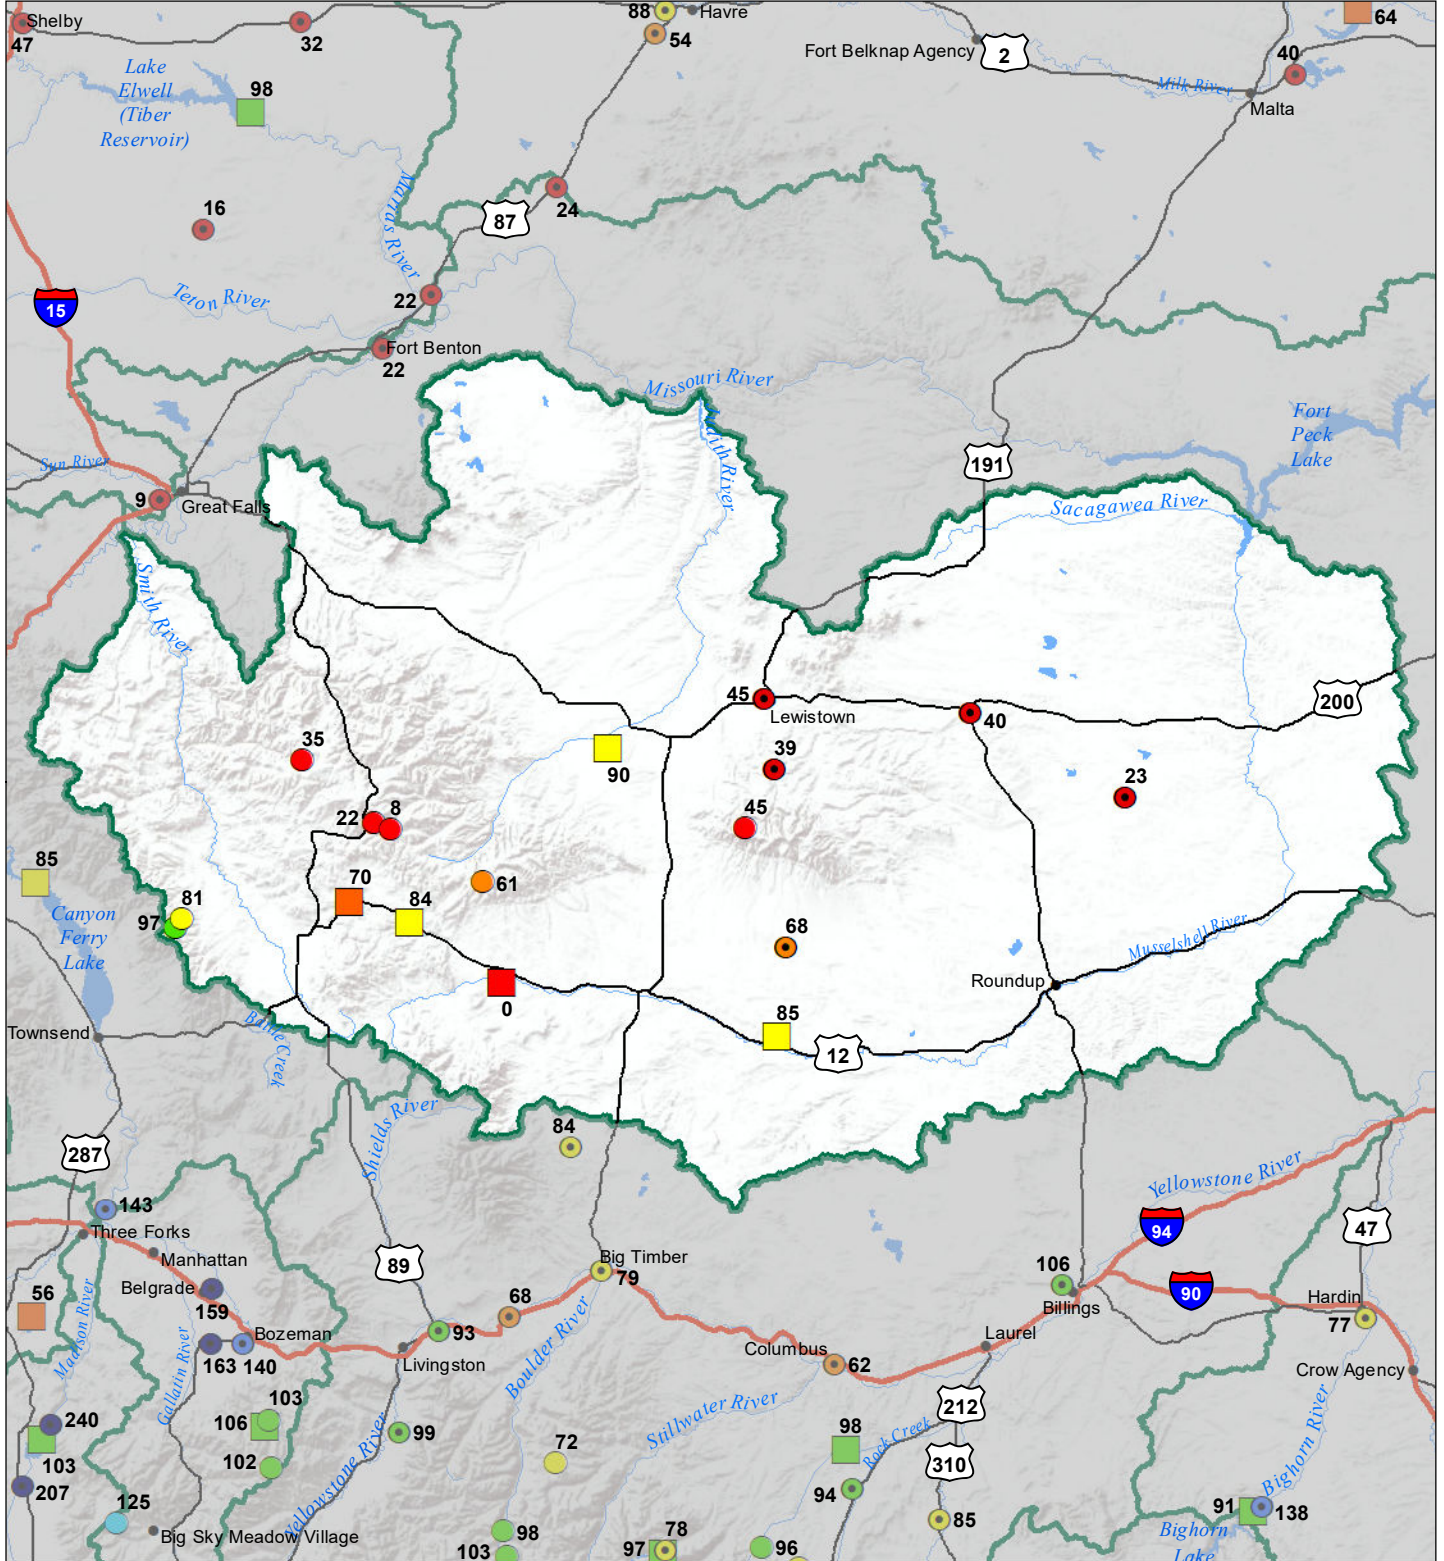 Shelby
47
32
88
Havre
54
Fort Belknap Agency
2
64
40
Milk River
Malta
Lake
Elwell
(Tiber
Reservoir)
98
Marias River
16
24
87
15
Teton River
22
Fort Benton
22
Missouri River
Judith River
Fort
Peck
Lake
191
Sacagawea River
Sun River
9
Great Falls
Smith River
45
Lewistown
40
200
35
90
39
23
22
8
45
85
Canyon
Ferry
Lake
81
97
70
84
61
68
Musselshell River
Roundup
0
85
12
Townsend
Battle Creek
Shields River
84
287
143
Three Forks
Manhattan
Belgrade
159
89
Big Timber
79
Yellowstone River
94
47
106
Billings
90
Hardin
77
56
Madison River
Gallatin River
163
140
Bozeman
93
68
Livingston
Boulder River
Columbus
62
Laurel
Crow Agency
212
Stillwater River
103
106
240
103
102
99
72
98
Rock Creek
310
207
125
Big Sky Meadow Village
Yellowstone River
94
85
Bighorn River
91
138
Bighorn
Lake
98
103
78
97
96